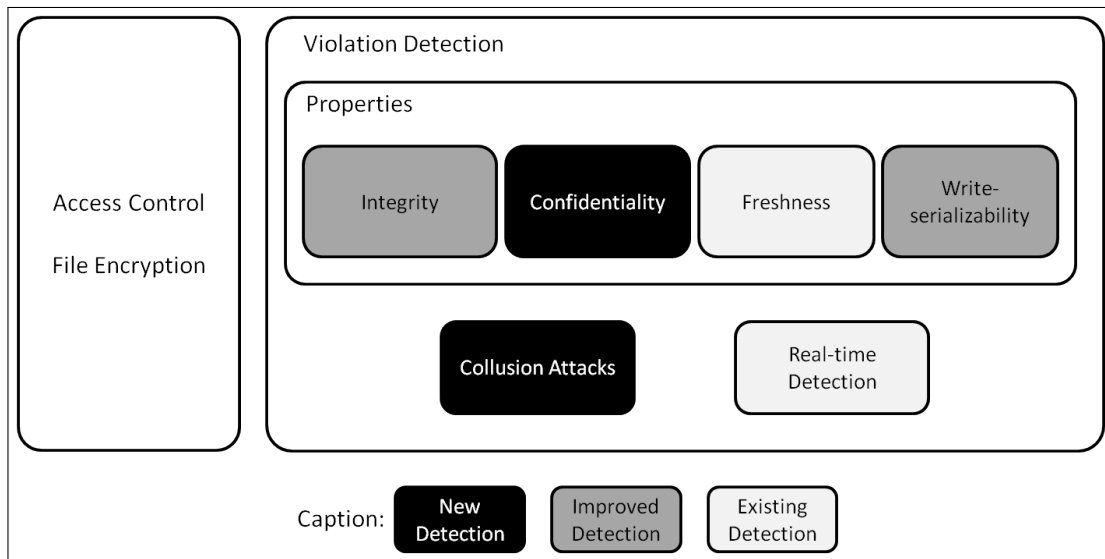 Access Control
File Encryption
Violation Detection
Properties
Integrity
Confidentiality
Freshness
Write-
serializability
Collusion Attacks
Real-time
Detection
Caption:
New
Detection
Improved
Detection
Existing
Detection